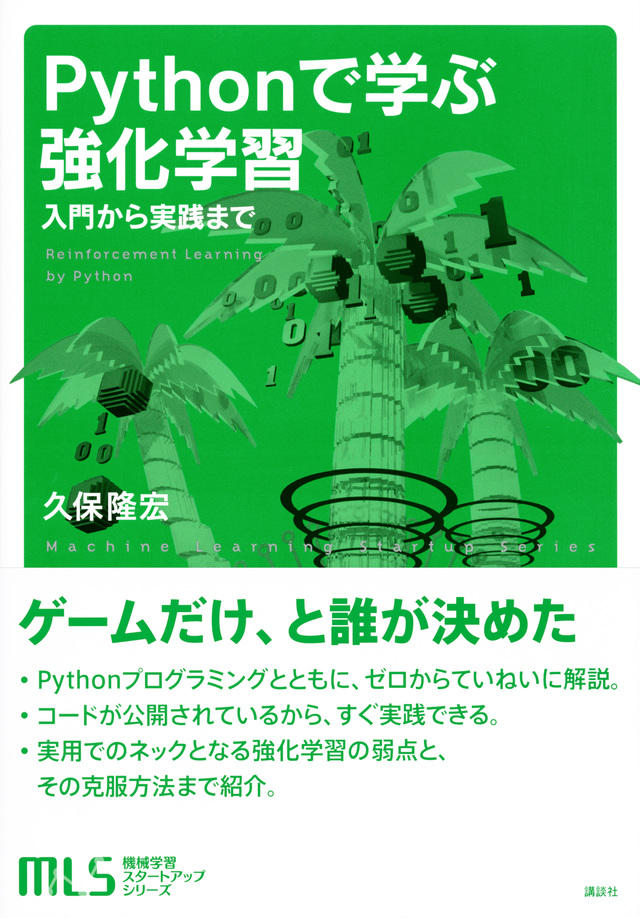 Pythonで学ぶ
強化学習
入門から実践まで
Reinforcement Learning
by Python
久保隆宏
Machine Learning Startup Series
ゲームだけ、と誰が決めた
・Pythonプログラミングとともに、ゼロからていねいに解説。
・コードが公開されているから、すぐ実践できる。
・実用でのネックとなる強化学習の弱点と、
その克服方法まで紹介。
MLS
機械学習
スタートアップ
シリーズ
講談社